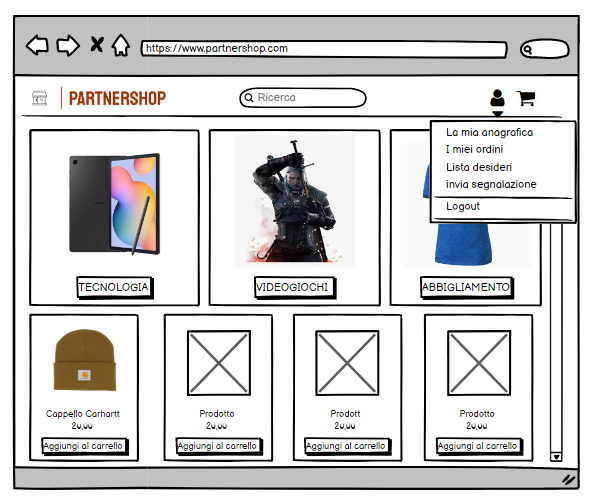 https://www.partnershop.com
PARTNERSHOP
Ricerca
La mia anagrafica
I miei ordini
Lista desideri
invia segnalazione
Logout
TECNOLOGIA
VIDEOGIOCHI
ABBIGLIAMENTO
Cappello Carhartt
20,00
Aggiungi al carrello
Prodotto
20,00
Aggiungi al carrello
Prodott
20,00
Aggiungi al carrello
Prodotto
20,00
Aggiungi al carrello